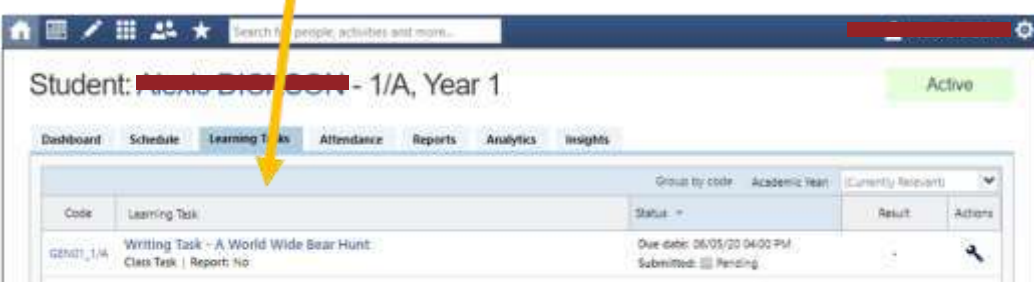 Search for people, activities and more...
Student: - 1/A, Year 1
Active
Dashboard Schedule Learning Tasks Attendance Reports Analytics Insights
Group by code Academic Year: (Currently Relevant)
Code Learning Task Status Result Actions
GEN01_1/A Writing Task - A World Wide Bear Hunt Due date: 06/05/20 04:00 PM -
Class Task | Report: No Submitted: Pending